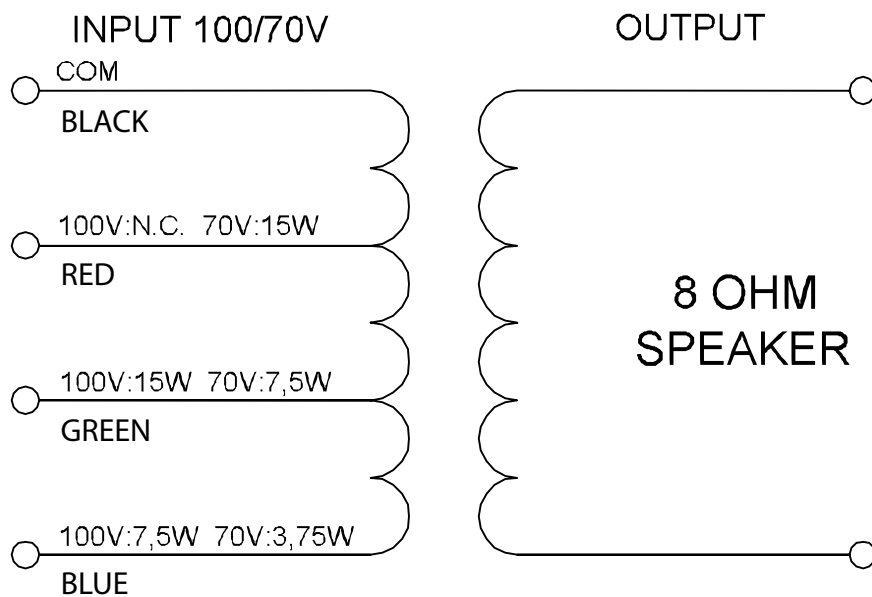 INPUT 100/70V
OUTPUT
COM
BLACK
100V:N.C. 70V:15W
RED
8 OHM
SPEAKER
100V:15W 70V:7,5W
GREEN
100V:7,5W 70V:3,75W
BLUE